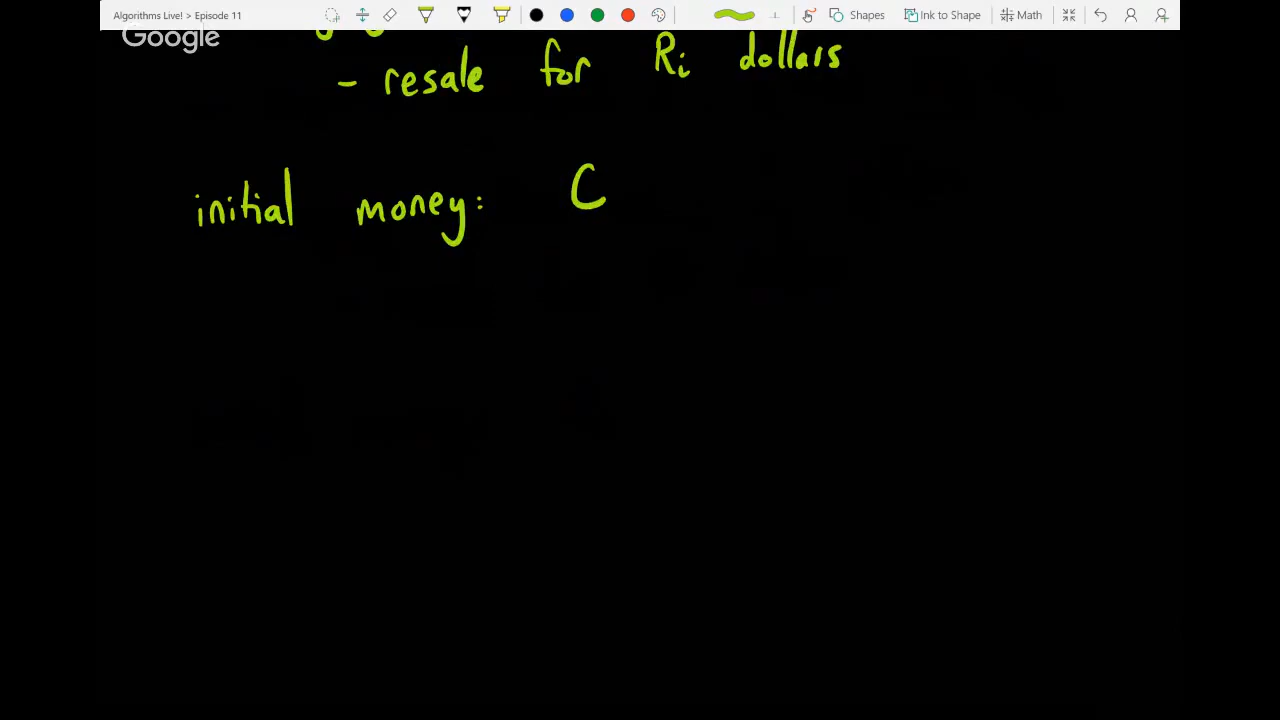 Algorithms Live! > Episode 11 Shapes Ink to Shape Math
Google
- resale for Ri dollars
initial money: C